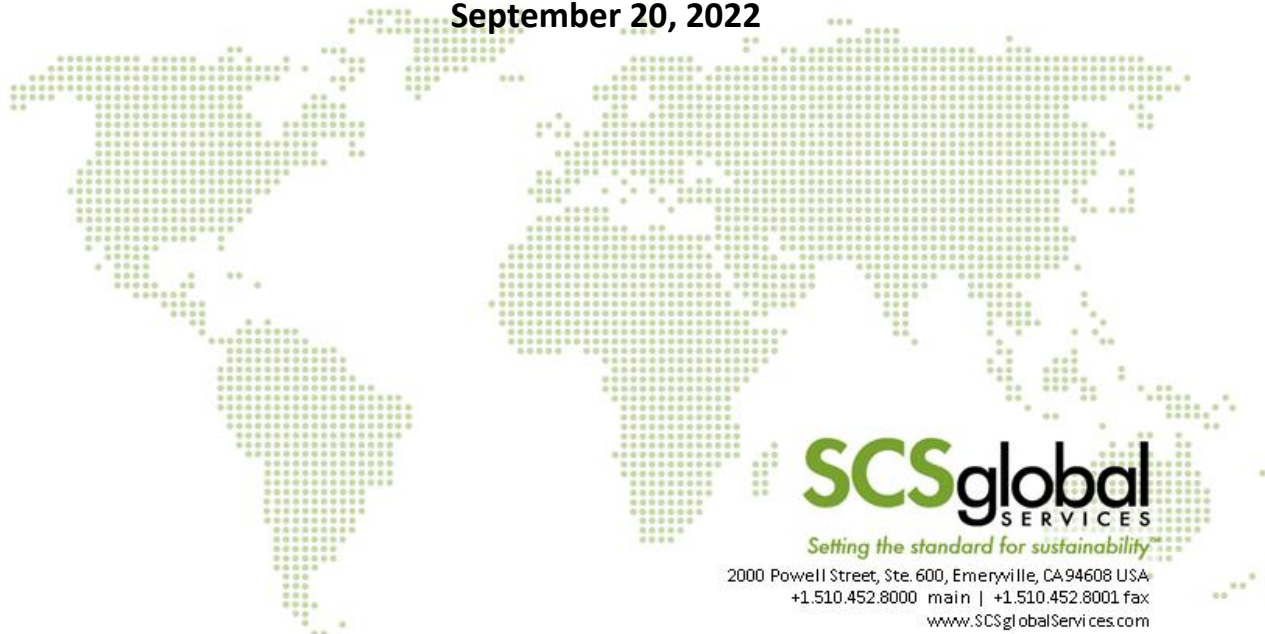 September 20, 2022
SCSglobal
SERVICES
Setting the standard for sustainability™
2000 Powell Street, Ste. 600, Emeryville, CA 94608 USA
+1.510.452.8000 main | +1.510.452.8001 fax
www.SCSglobalServices.com